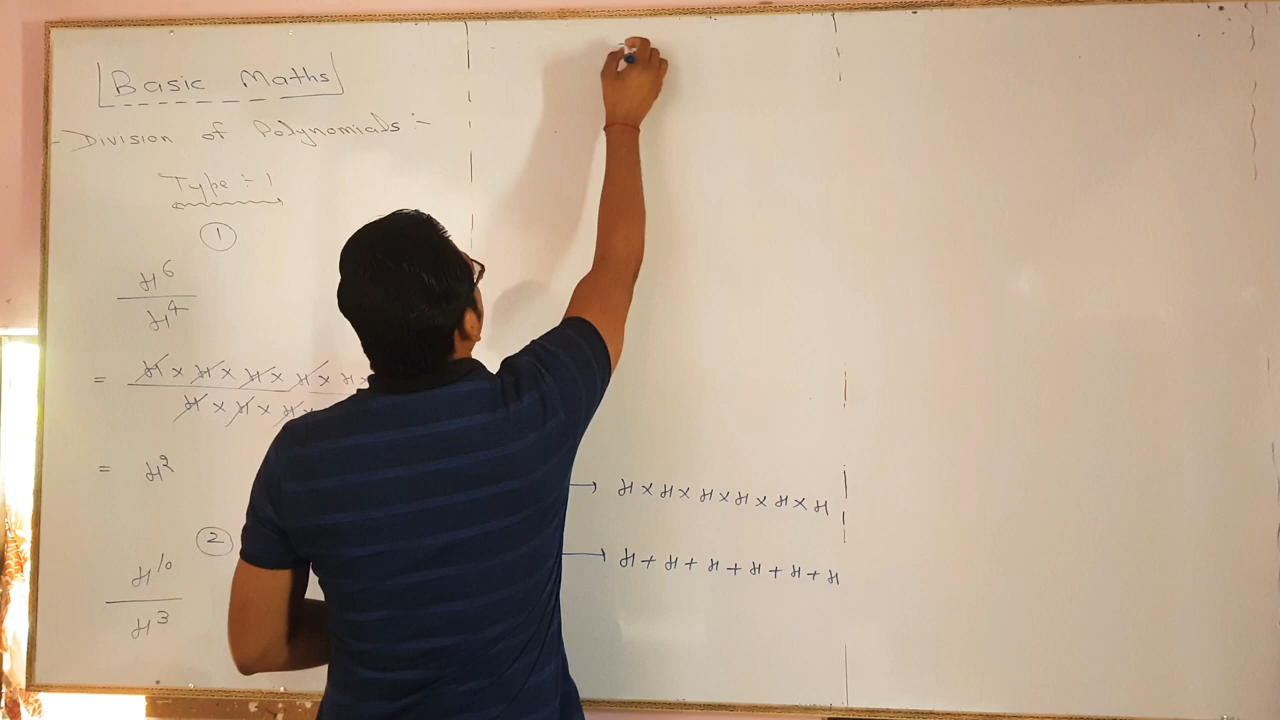 Basic Maths
Division of Polynomials :-
Type :- 1
1
x^6
x^4
= x × x × x × x × x ×
x × x × x ×
= x^2
2
x^10
x^3
→ x × x × x × x × x × x
→ x + x + x + x + x + x